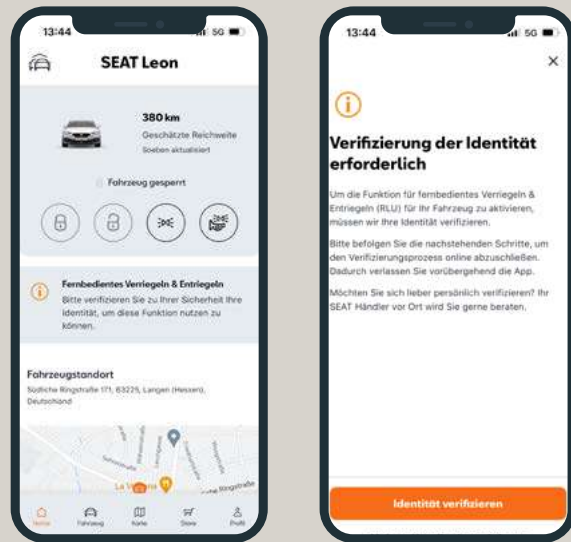 13:44
5G
SEAT Leon
380 km
Geschätzte Reichweite
Soeben aktualisiert
Fahrzeug gesperrt
Fernbedientes Verriegeln & Entriegeln
Bitte verifizieren Sie zu Ihrer Sicherheit Ihre
Identität, um diese Funktion nutzen zu
können.
Fahrzeugstandort
Südliche Ringstraße 171, 63225, Langen (Hessen),
Deutschland
Home
Fahrzeug
Karte
Store
Profil
13:44
5G
Verifizierung der Identität
erforderlich
Um die Funktion für fernbedientes Verriegeln &
Entriegeln (RLU) für Ihr Fahrzeug zu aktivieren,
müssen wir Ihre Identität verifizieren.
Bitte befolgen Sie die nachstehenden Schritte, um
den Verifizierungsprozess online abzuschließen.
Dadurch verlassen Sie vorübergehend die App.
Möchten Sie sich lieber persönlich verifizieren? Ihr
SEAT Händler vor Ort wird Sie gerne beraten.
Identität verifizieren